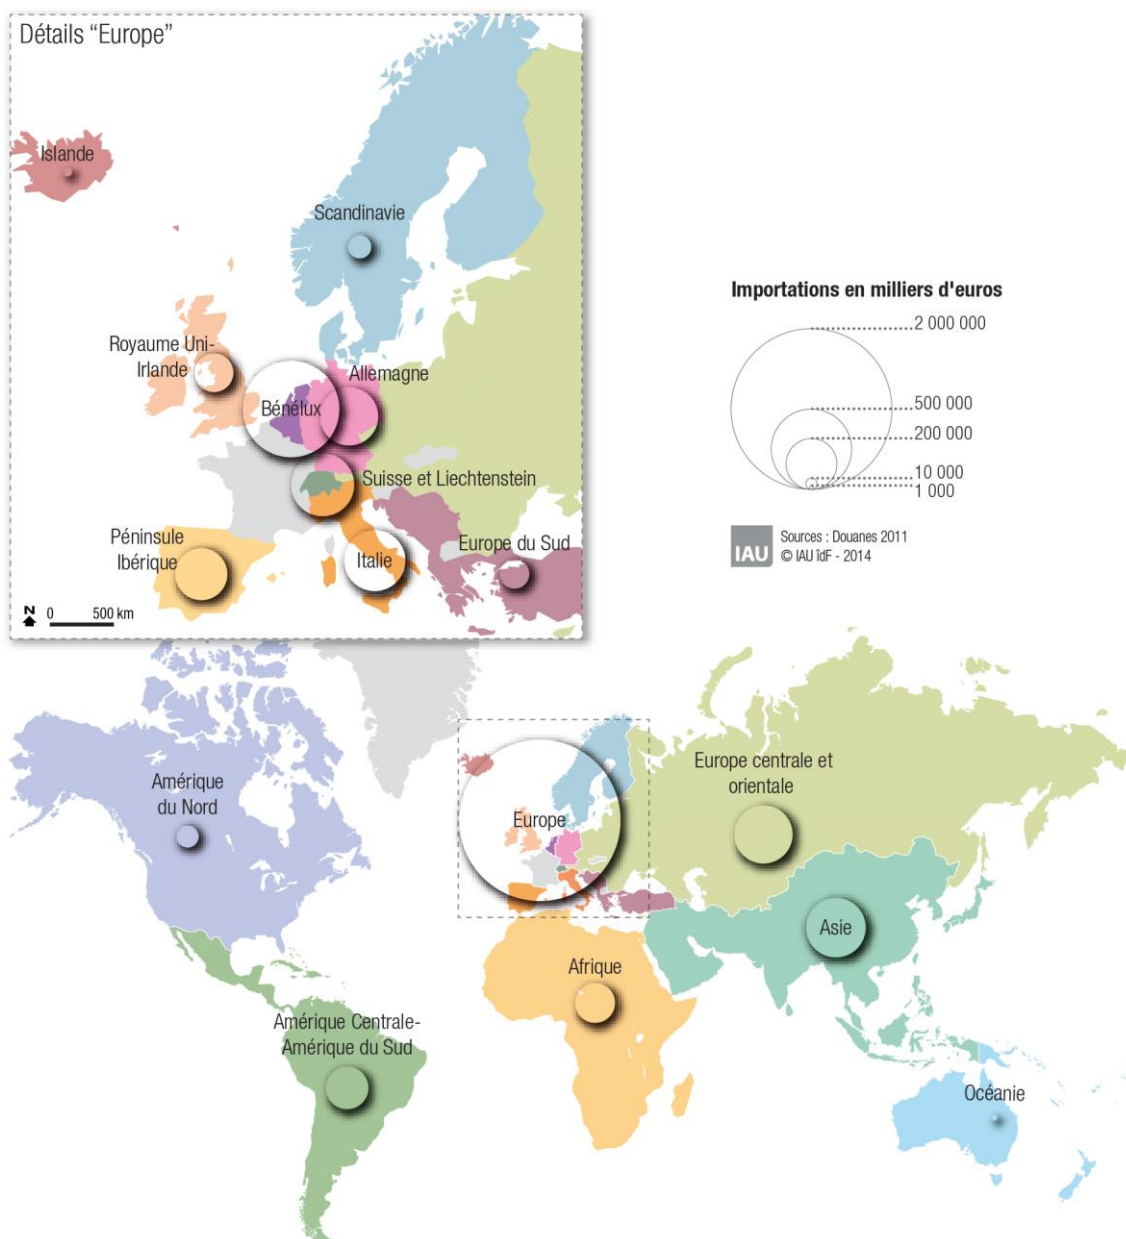 Détails “Europe”
Islande
Scandinavie
Royaume Uni-
Irlande
Allemagne
Bénélux
Suisse et Liechtenstein
Péninsule
Ibérique
Italie
Europe du Sud
N
0 500 km
Importations en milliers d'euros
2 000 000
500 000
200 000
10 000
1 000
IAU
Sources : Douanes 2011
© IAU îdF - 2014
Amérique
du Nord
Europe
Europe centrale et
orientale
Asie
Afrique
Amérique Centrale-
Amérique du Sud
Océanie